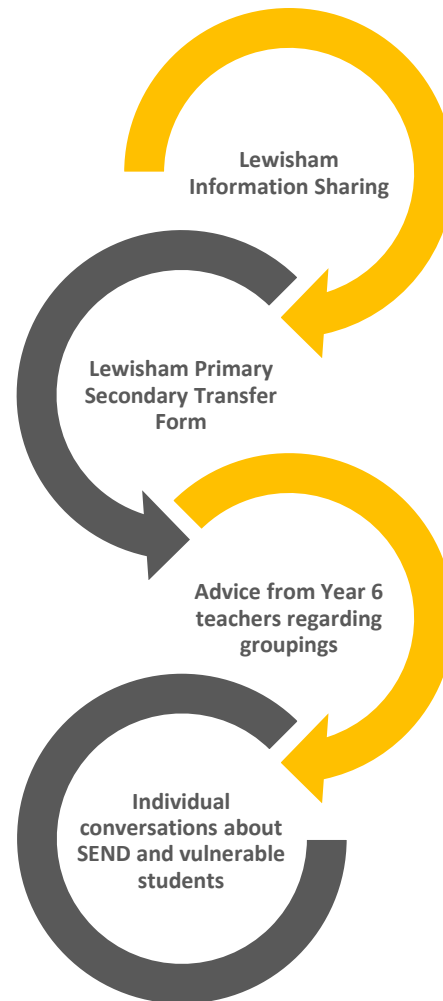 Lewisham
Information Sharing
Lewisham Primary
Secondary Transfer
Form
Advice from Year 6
teachers regarding
groupings
Individual
conversations about
SEND and vulnerable
students